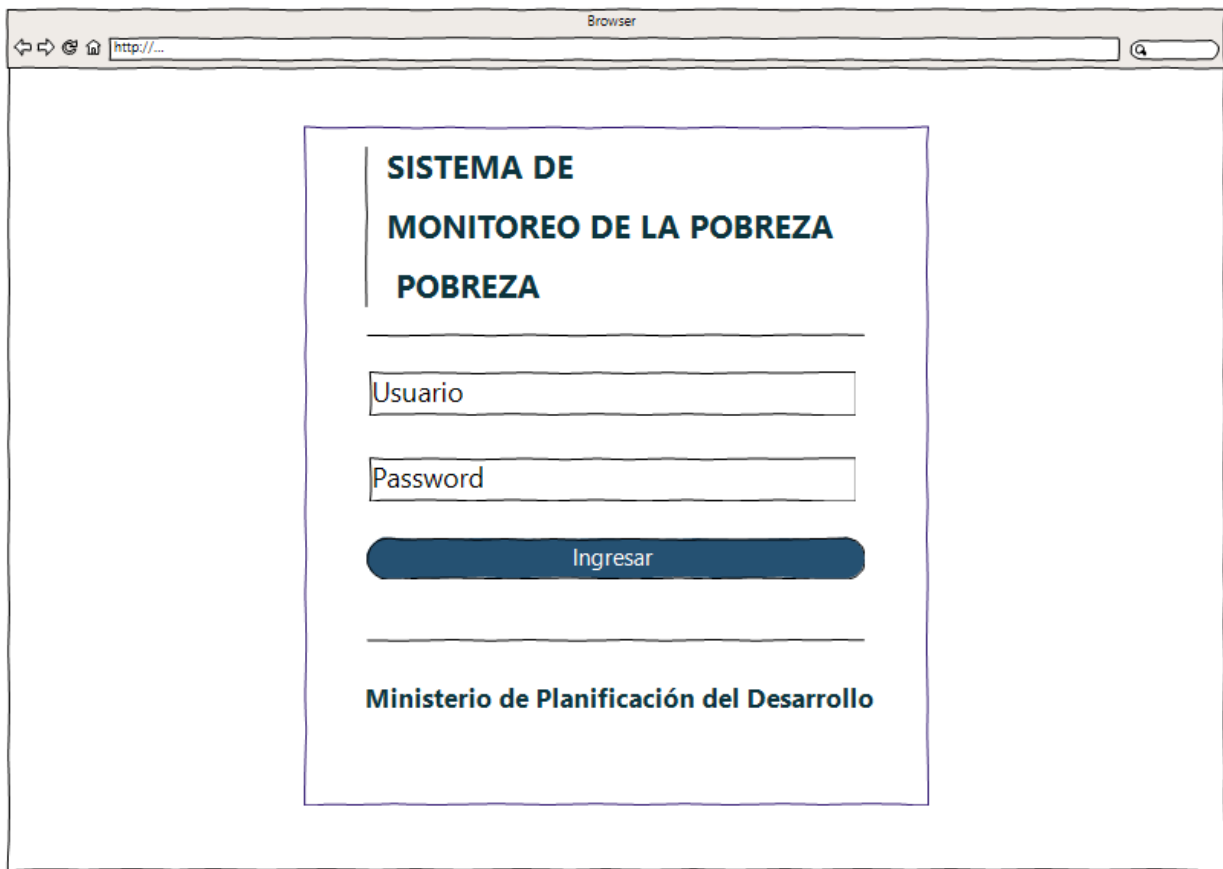 Browser
http://...
SISTEMA DE
MONITOREO DE LA POBREZA
POBREZA
Usuario
Password
Ingresar
Ministerio de Planificación del Desarrollo